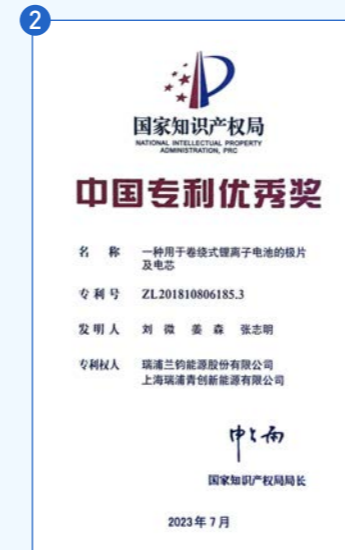 2
国家知识产权局
NATIONAL INTELLECTUAL PROPERTY
ADMINISTRATION, PRC
中国专利优秀奖
名 称 一种用于卷绕式锂离子电池的极片
及电芯
专利号 ZL201810806185.3
发明人 刘 微 姜 森 张志明
专利权人 瑞浦兰钧能源股份有限公司
上海瑞浦青创新能源有限公司
申长雨
国家知识产权局局长
2023年7月